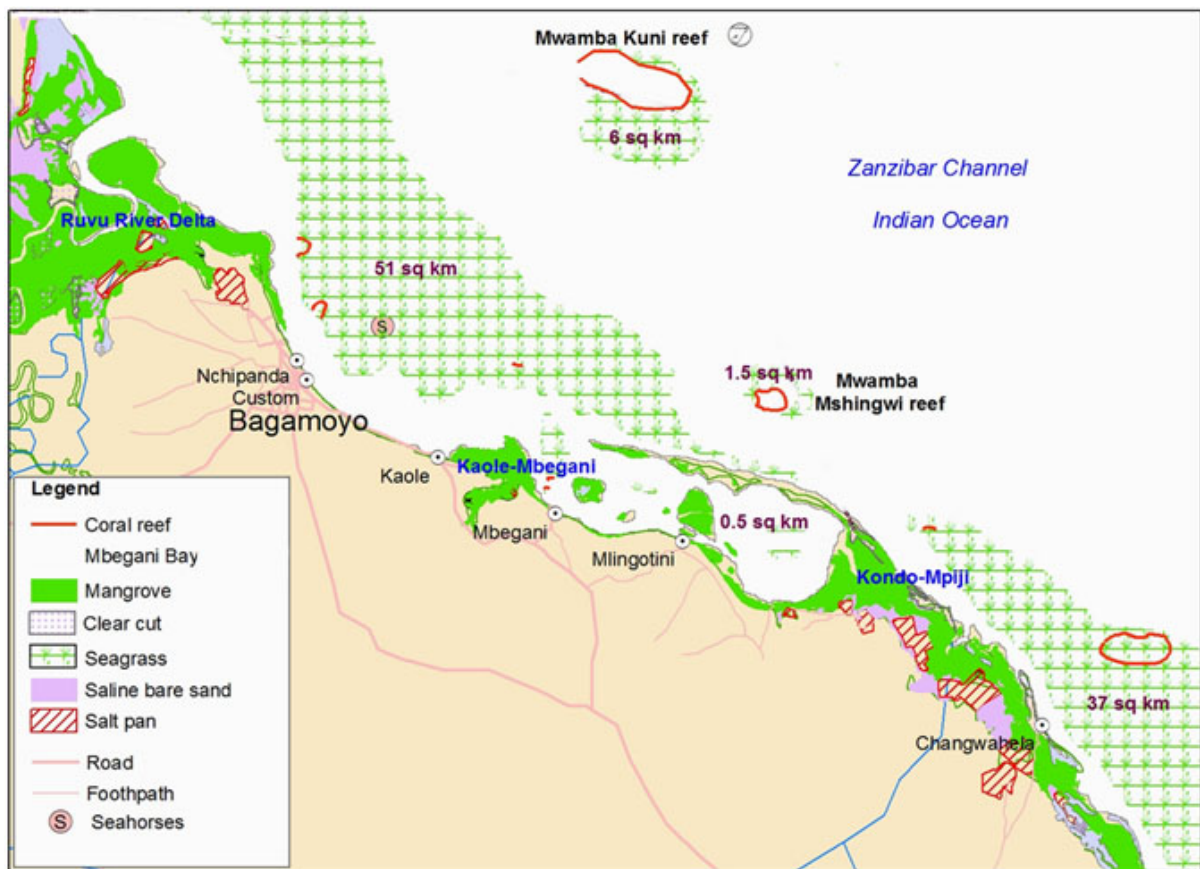 Mwamba Kuni reef
6 sq km
Zanzibar Channel
Indian Ocean
Ruvu River Delta
51 sq km
S
1.5 sq km
Mwamba
Mshingwi reef
Nchipanda
Custom
Bagamoyo
Kaole
Kaole-Mbegani
Mbegani
0.5 sq km
Mlingotini
Kondo-Mpiji
37 sq km
Changwahela
Legend
Coral reef
Mbegani Bay
Mangrove
Clear cut
Seagrass
Saline bare sand
Salt pan
Road
Foothpath
S Seahorses